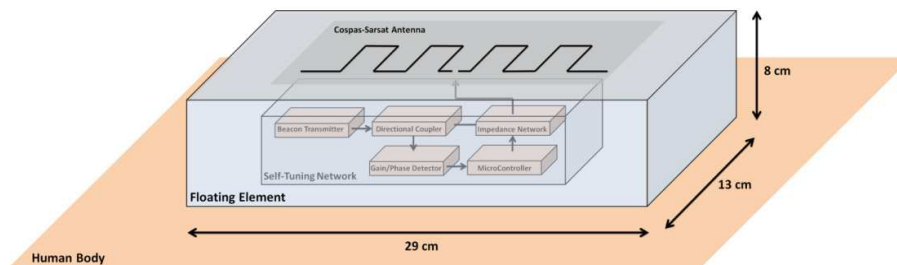 Cospas-Sarsat Antenna
8 cm
Beacon Transmitter
Directional Coupler
Impedance Network
Gain/Phase Detector
MicroController
Self-Tuning Network
13 cm
Floating Element
29 cm
Human Body